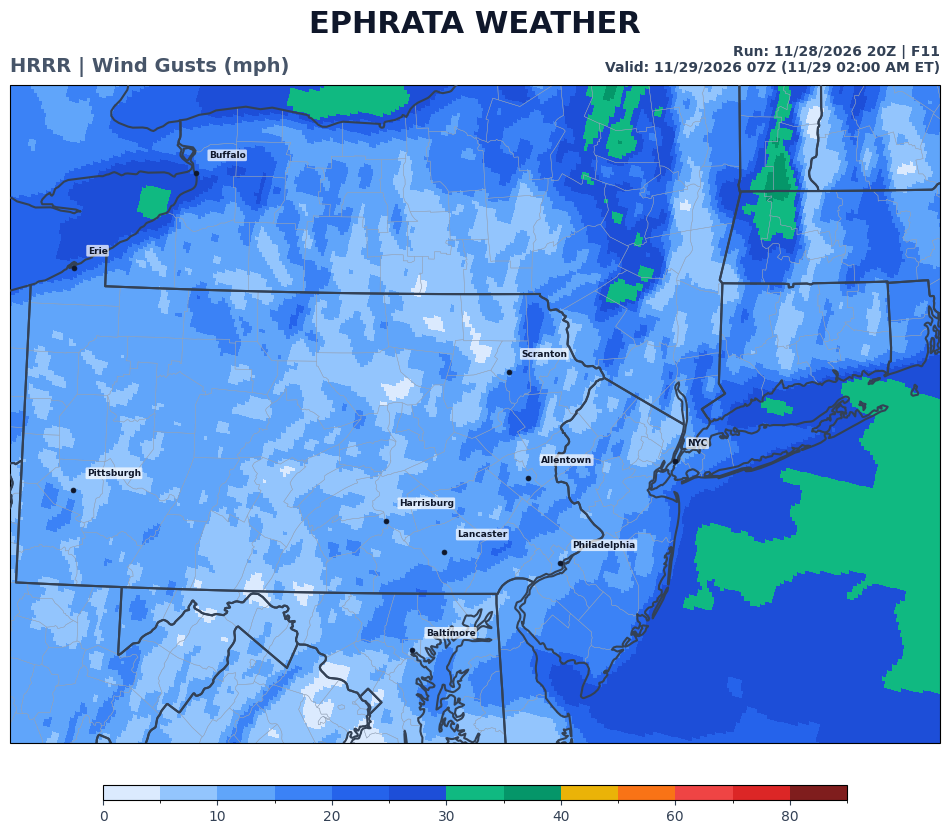 EPHRATA WEATHER
HRRR | Wind Gusts (mph)
Run: 11/28/2026 20Z | F11
Valid: 11/29/2026 07Z (11/29 02:00 AM ET)
Buffalo
Erie
Scranton
NYC
Allentown
Pittsburgh
Harrisburg
Lancaster
Philadelphia
Baltimore
0 10 20 30 40 50 60 70 80